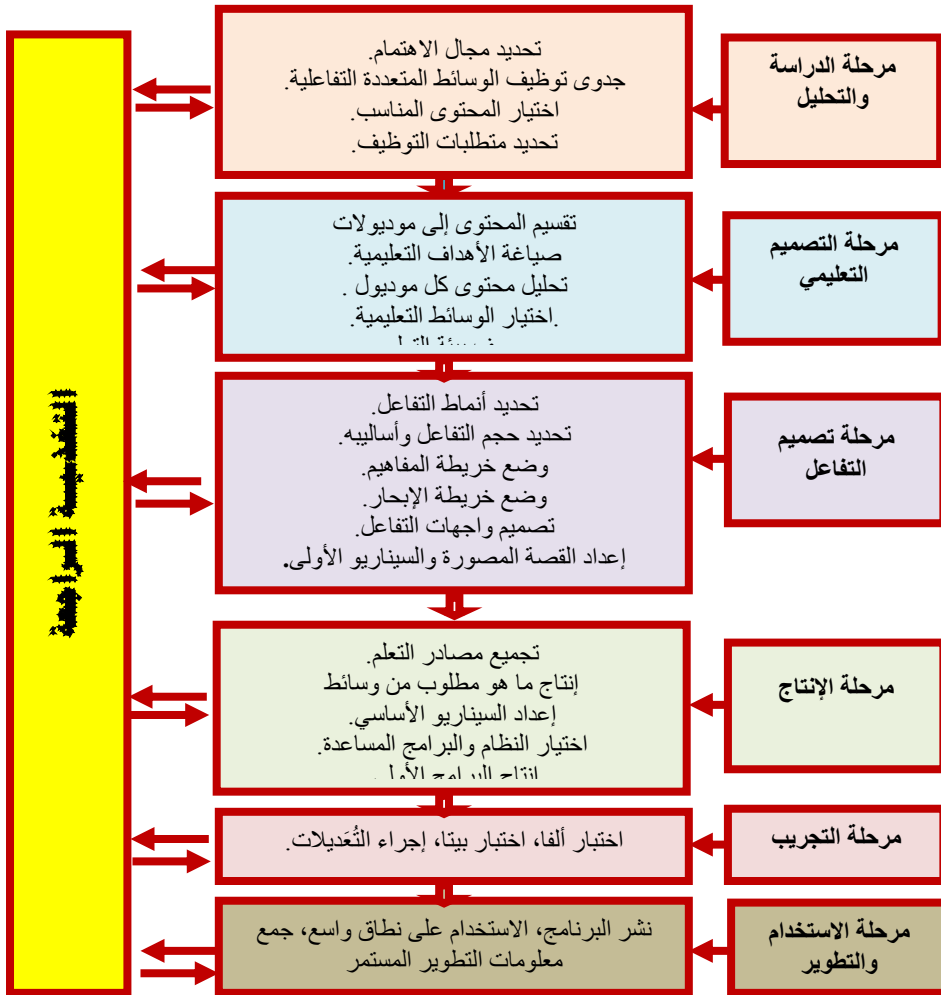 مرحلة الدراسة
والتحليل
تحديد مجال الاهتمام.
جدوى توظيف الوسائط المتعددة التفاعلية.
اختيار المحتوى المناسب.
تحديد متطلبات التوظيف.
مرحلة التصميم
التعليمي
تقسيم المحتوى إلى موديولات
صياغة الأهداف التعليمية.
تحليل محتوى كل موديول .
.اختيار الوسائط التعليمية
مرحلة تصميم
التفاعل
تحديد أنماط التفاعل.
تحديد حجم التفاعل وأساليبه.
وضع خريطة المفاهيم.
وضع خريطة الإبحار.
تصميم واجهات التفاعل.
إعداد القصة المصورة والسيناريو الأولى.
مرحلة الإنتاج
تجميع مصادر التعلم.
إنتاج ما هو مطلوب من وسائط
إعداد السيناريو الأساسي.
اختيار النظام والبرامج المساعدة.
إنتاج البرامج الأولى
مرحلة التجريب
اختبار ألفا، اختبار بيتا، إجراء التُعَديلات.
مرحلة الاستخدام
والتطوير
نشر البرنامج، الاستخدام على نطاق واسع، جمع
معلومات التطوير المستمر
التغذية الراجعة